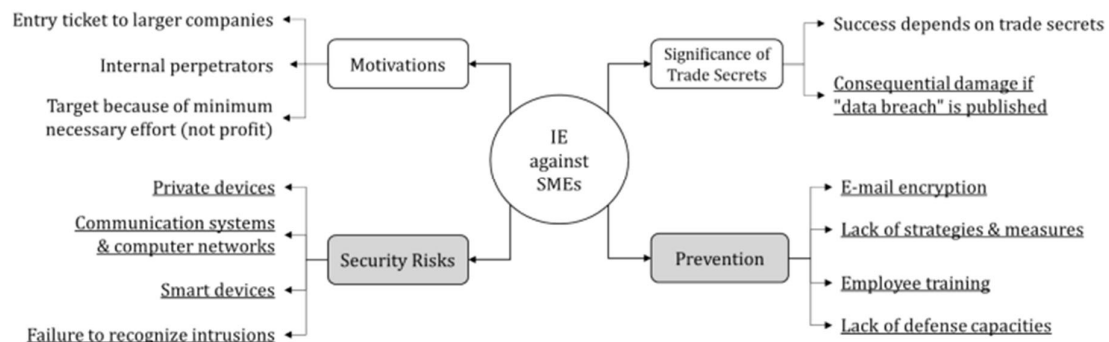 Entry ticket to larger companies
Internal perpetrators
Target because of minimum
necessary effort (not profit)
Motivations
Significance of
Trade Secrets
Success depends on trade secrets
Consequential damage if
"data breach" is published
IE
against
SMEs
Private devices
Communication systems
& computer networks
Smart devices
Failure to recognize intrusions
Security Risks
Prevention
E-mail encryption
Lack of strategies & measures
Employee training
Lack of defense capacities